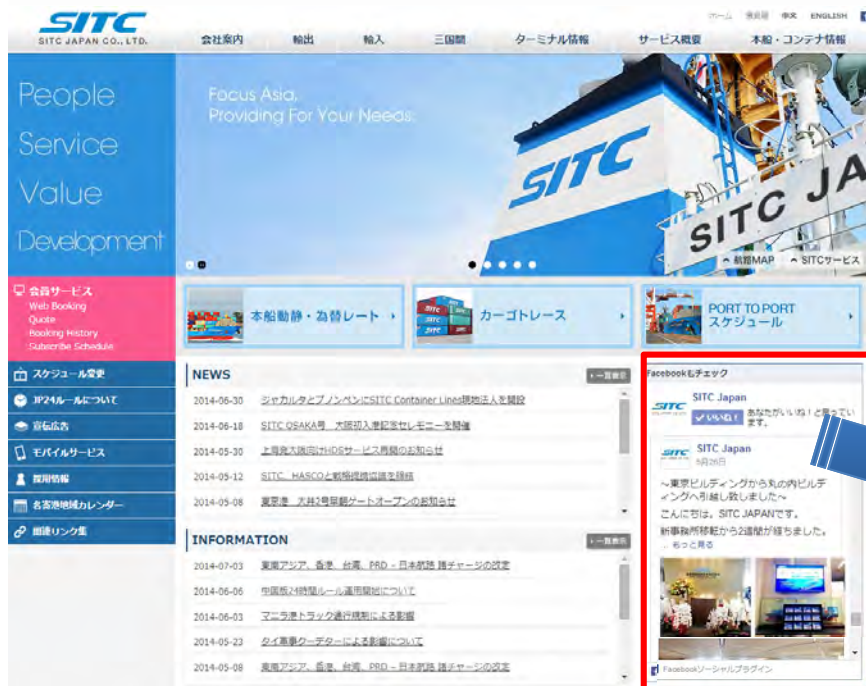 SITC
SITC JAPAN CO., LTD.
ホーム
中文
ENGLISH
会社案内
輸出
輸入
三国間
ターミナル情報
サービス概要
本船・コンテナ情報
People
Service
Value
Development
Focus Asia,
Providing For Your Needs.
SITC
SITC JA
航路MAP
SITCサービス
会員サービス
Web Booking
Quote
Booking History
Subscribe Schedule
本船動静・為替レート
カーゴトレース
PORT TO PORT
スケジュール
スケジュール変更
JP24ルールについて
宣伝広告
モバイルサービス
採用情報
名寄港地域カレンダー
関連リンク集
NEWS
一覧表示
2014-06-30 ジャカルタとプノンペンにSITC Container Lines現地法人を開設
2014-06-18 SITC OSAKA号 大阪初入港記念セレモニーを開催
2014-05-30 上海発大阪向けHDSサービス再開のお知らせ
2014-05-12 SITC、HASCOと戦略提携協議を締結
2014-05-08 東京港 大井2号早朝ゲートオープンのお知らせ
INFORMATION
一覧表示
2014-07-03 東南アジア、香港、台湾、PRD – 日本航路 諸チャージの改定
2014-06-06 中国版24時間ルール運用開始について
2014-06-03 マニラ港トラック通行規制による影響
2014-05-23 タイ軍事クーデターによる影響について
2014-05-08 東南アジア、香港、台湾、PRD – 日本航路 諸チャージの改定
Facebookもチェック
SITC
SITC Japan
いいね!
あなたがいいね!と言ってい
ます。
SITC
SITC Japan
5月26日
～東京ビルディングから丸の内ビルデ
ィングへ引越し致しました～
こんにちは、SITC JAPANです。
新事務所移転から2週間が経ちました。
... もっと見る
Facebookソーシャルプラグイン